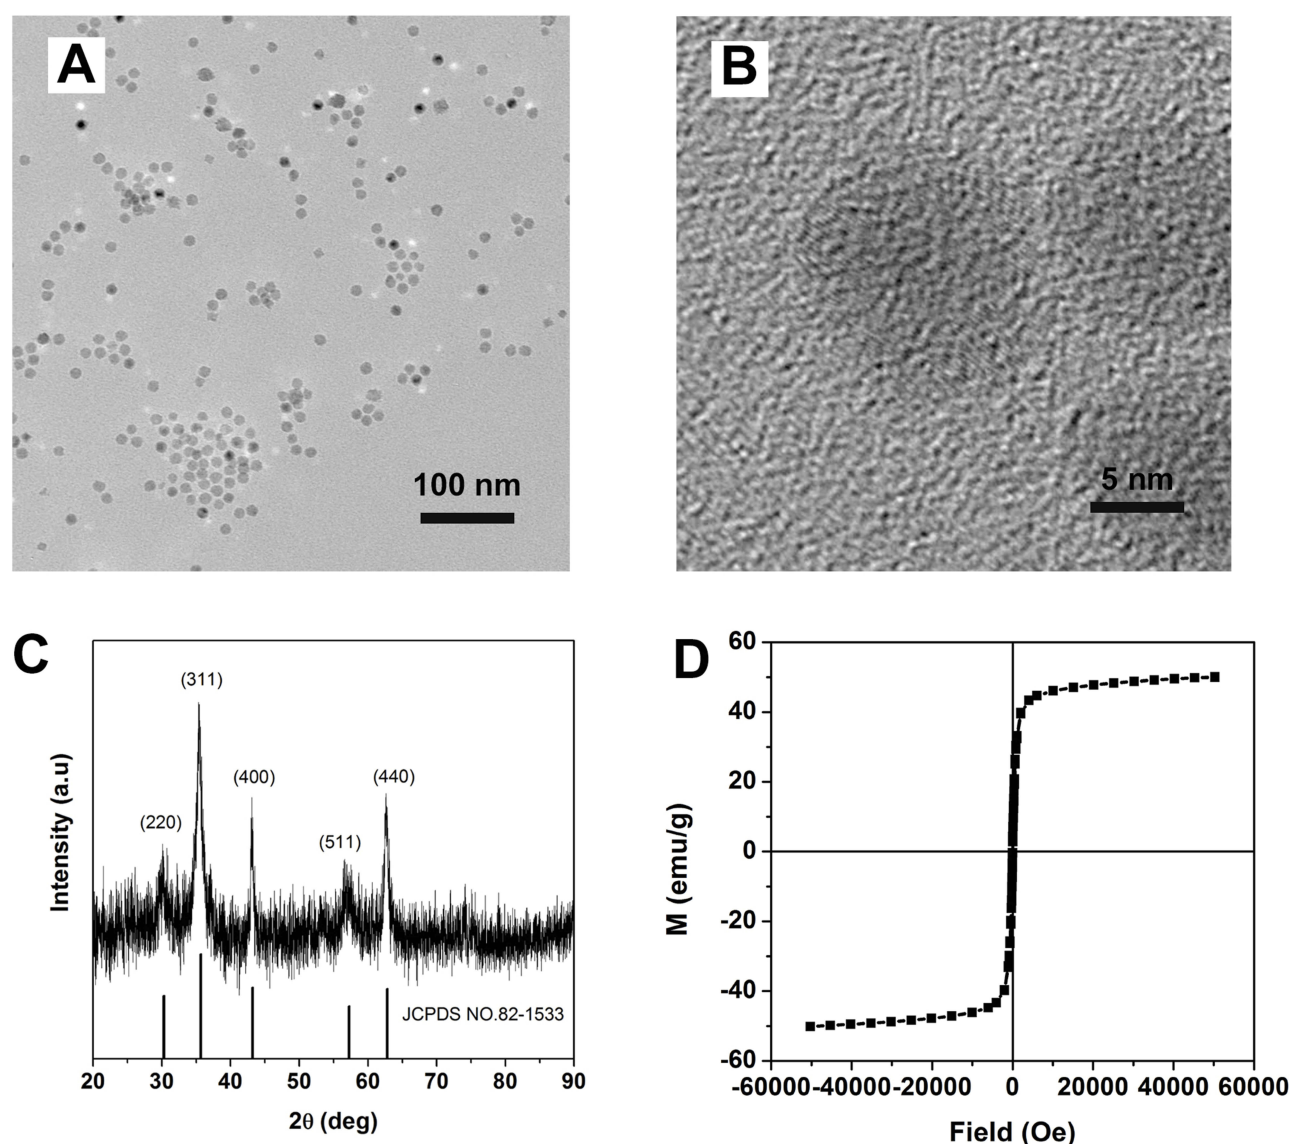 A
100 nm
B
5 nm
C
(311)
(400)
(440)
(220)
(511)
JCPDS NO.82-1533
Intensity (a.u)
20 30 40 50 60 70 80 90
2θ (deg)
D
60
40
20
0
-20
-40
-60
M (emu/g)
-60000 -40000 -20000 0 20000 40000 60000
Field (Oe)